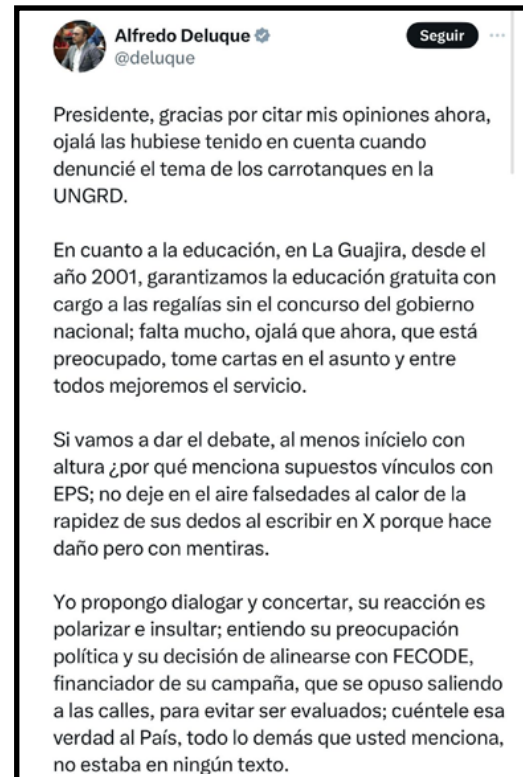 Alfredo Deluque
Seguir
@deluque
Presidente, gracias por citar mis opiniones ahora,
ojalá las hubiese tenido en cuenta cuando
denuncié el tema de los carrotanques en la
UNGRD.
En cuanto a la educación, en La Guajira, desde el
año 2001, garantizamos la educación gratuita con
cargo a las regalías sin el concurso del gobierno
nacional; falta mucho, ojalá que ahora, que está
preocupado, tome cartas en el asunto y entre
todos mejoremos el servicio.
Si vamos a dar el debate, al menos inícielo con
altura ¿por qué menciona supuestos vínculos con
EPS; no deje en el aire falsedades al calor de la
rapidez de sus dedos al escribir en X porque hace
daño pero con mentiras.
Yo propongo dialogar y concertar, su reacción es
polarizar e insultar; entiendo su preocupación
política y su decisión de alinearse con FECODE,
financiador de su campaña, que se opuso saliendo
a las calles, para evitar ser evaluados; cuéntele esa
verdad al País, todo lo demás que usted menciona,
no estaba en ningún texto.